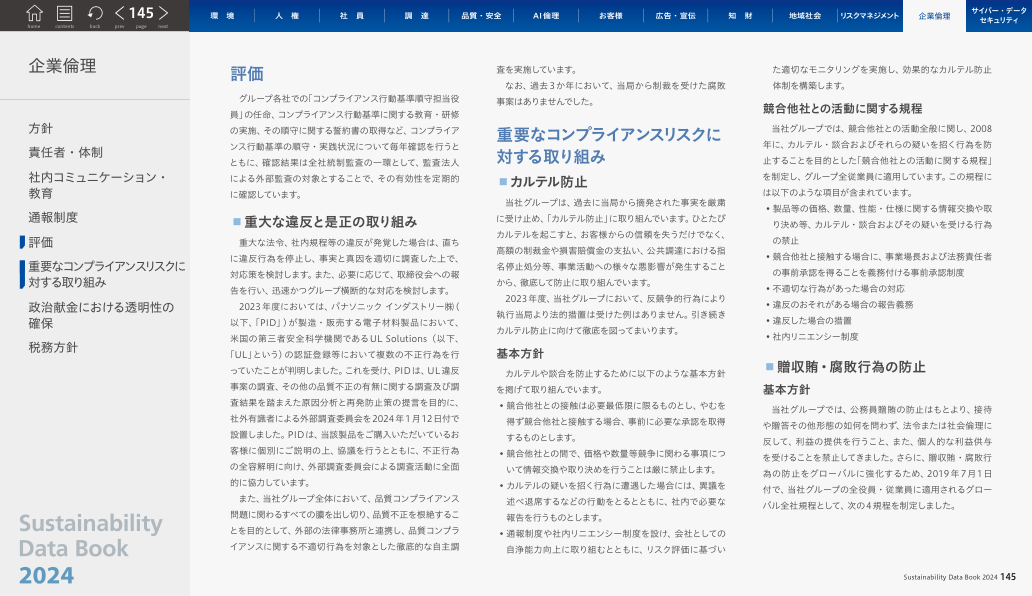 145
home
contents
back
prev
page
next
環　境
人　権
社　員
調　達
品質・安全
AI倫理
お客様
広告・宣伝
知　財
地域社会
リスクマネジメント
企業倫理
サイバー・データ
セキュリティ
企業倫理
方針
責任者・体制
社内コミュニケーション・
教育
通報制度
評価
重要なコンプライアンスリスクに
対する取り組み
政治献金における透明性の
確保
税務方針
Sustainability
Data Book
2024
評価
グループ各社での「コンプライアンス行動基準順守担当役
員」の任命、コンプライアンス行動基準に関する教育・研修
の実施、その順守に関する誓約書の取得など、コンプライア
ンス行動基準の順守・実践状況について毎年確認を行うと
ともに、確認結果は全社統制監査の一環として、監査法人
による外部監査の対象とすることで、その有効性を定期的
に確認しています。
■ 重大な違反と是正の取り組み
重大な法令、社内規程等の違反が発覚した場合は、直ち
に違反行為を停止し、事実と真因を適切に調査した上で、
対応策を検討します。また、必要に応じて、取締役会への報
告を行い、迅速かつグループ横断的な対応を検討します。
2023年度においては、パナソニック インダストリー㈱（
以下、「PID」）が製造・販売する電子材料製品において、
米国の第三者安全科学機関であるUL Solutions（以下、
「UL」という）の認証登録等において複数の不正行為を行
っていたことが判明しました。これを受け、PIDは、UL違反
事案の調査、その他の品質不正の有無に関する調査及び調
査結果を踏まえた原因分析と再発防止策の提言を目的に、
社外有識者による外部調査委員会を2024年1月12日付で
設置しました。PIDは、当該製品をご購入いただいているお
客様に個別にご説明の上、協議を行うとともに、不正行為
の全容解明に向け、外部調査委員会による調査活動に全面
的に協力しています。
また、当社グループ全体において、品質コンプライアンス
問題に関わるすべての膿を出し切り、品質不正を根絶するこ
とを目的として、外部の法律事務所と連携し、品質コンプラ
イアンスに関する不適切行為を対象とした徹底的な自主調
査を実施しています。
なお、過去3か年において、当局から制裁を受けた腐敗
事案はありませんでした。
重要なコンプライアンスリスクに
対する取り組み
■ カルテル防止
当社グループは、過去に当局から摘発された事実を厳粛
に受け止め、「カルテル防止」に取り組んでいます。ひとたび
カルテルを起こすと、お客様からの信頼を失うだけでなく、
高額の制裁金や損害賠償金の支払い、公共調達における指
名停止処分等、事業活動への様々な悪影響が発生すること
から、徹底して防止に取り組んでいます。
2023年度、当社グループにおいて、反競争的行為により
執行当局より法的措置は受けた例はありません。引き続き
カルテル防止に向けて徹底を図ってまいります。
基本方針
カルテルや談合を防止するために以下のような基本方針
を掲げて取り組んでいます。
• 競合他社との接触は必要最低限に限るものとし、やむを
得ず競合他社と接触する場合、事前に必要な承認を取得
するものとします。
• 競合他社との間で、価格や数量等競争に関わる事項につ
いて情報交換や取り決めを行うことは厳に禁止します。
• カルテルの疑いを招く行為に遭遇した場合には、異議を
述べ退席するなどの行動をとるとともに、社内で必要な
報告を行うものとします。
• 通報制度や社内リニエンシー制度を設け、会社としての
自浄能力向上に取り組むとともに、リスク評価に基づい
た適切なモニタリングを実施し、効果的なカルテル防止
体制を構築します。
競合他社との活動に関する規程
当社グループでは、競合他社との活動全般に関し、2008
年に、カルテル・談合およびそれらの疑いを招く行為を防
止することを目的とした「競合他社との活動に関する規程」
を制定し、グループ全従業員に適用しています。この規程に
は以下のような項目が含まれています。
• 製品等の価格、数量、性能・仕様に関する情報交換や取
り決め等、カルテル・談合およびその疑いを受ける行為
の禁止
• 競合他社と接触する場合に、事業場長および法務責任者
の事前承認を得ることを義務付ける事前承認制度
• 不適切な行為があった場合の対応
• 違反のおそれがある場合の報告義務
• 違反した場合の措置
• 社内リニエンシー制度
■ 贈収賄・腐敗行為の防止
基本方針
当社グループでは、公務員贈賄の防止はもとより、接待
や贈答その他形態の如何を問わず、法令または社会倫理に
反して、利益の提供を行うこと、また、個人的な利益供与
を受けることを禁止してきました。さらに、贈収賄・腐敗行
為の防止をグローバルに強化するため、2019年7月1日
付で、当社グループの全役員・従業員に適用されるグロー
バル全社規程として、次の4規程を制定しました。
Sustainability Data Book 2024 145